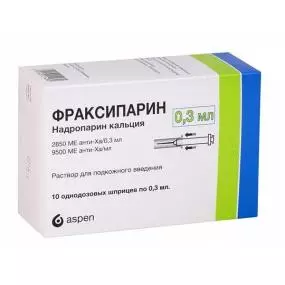 ФРАКСИПАРИН
0,3 мл
Надропарин кальция
2850 МЕ анти-Ха/0,3 мл
9500 МЕ анти-Ха/мл
Раствор для подкожного введения
10 однодозовых шприцев по 0,3 мл.
aspen